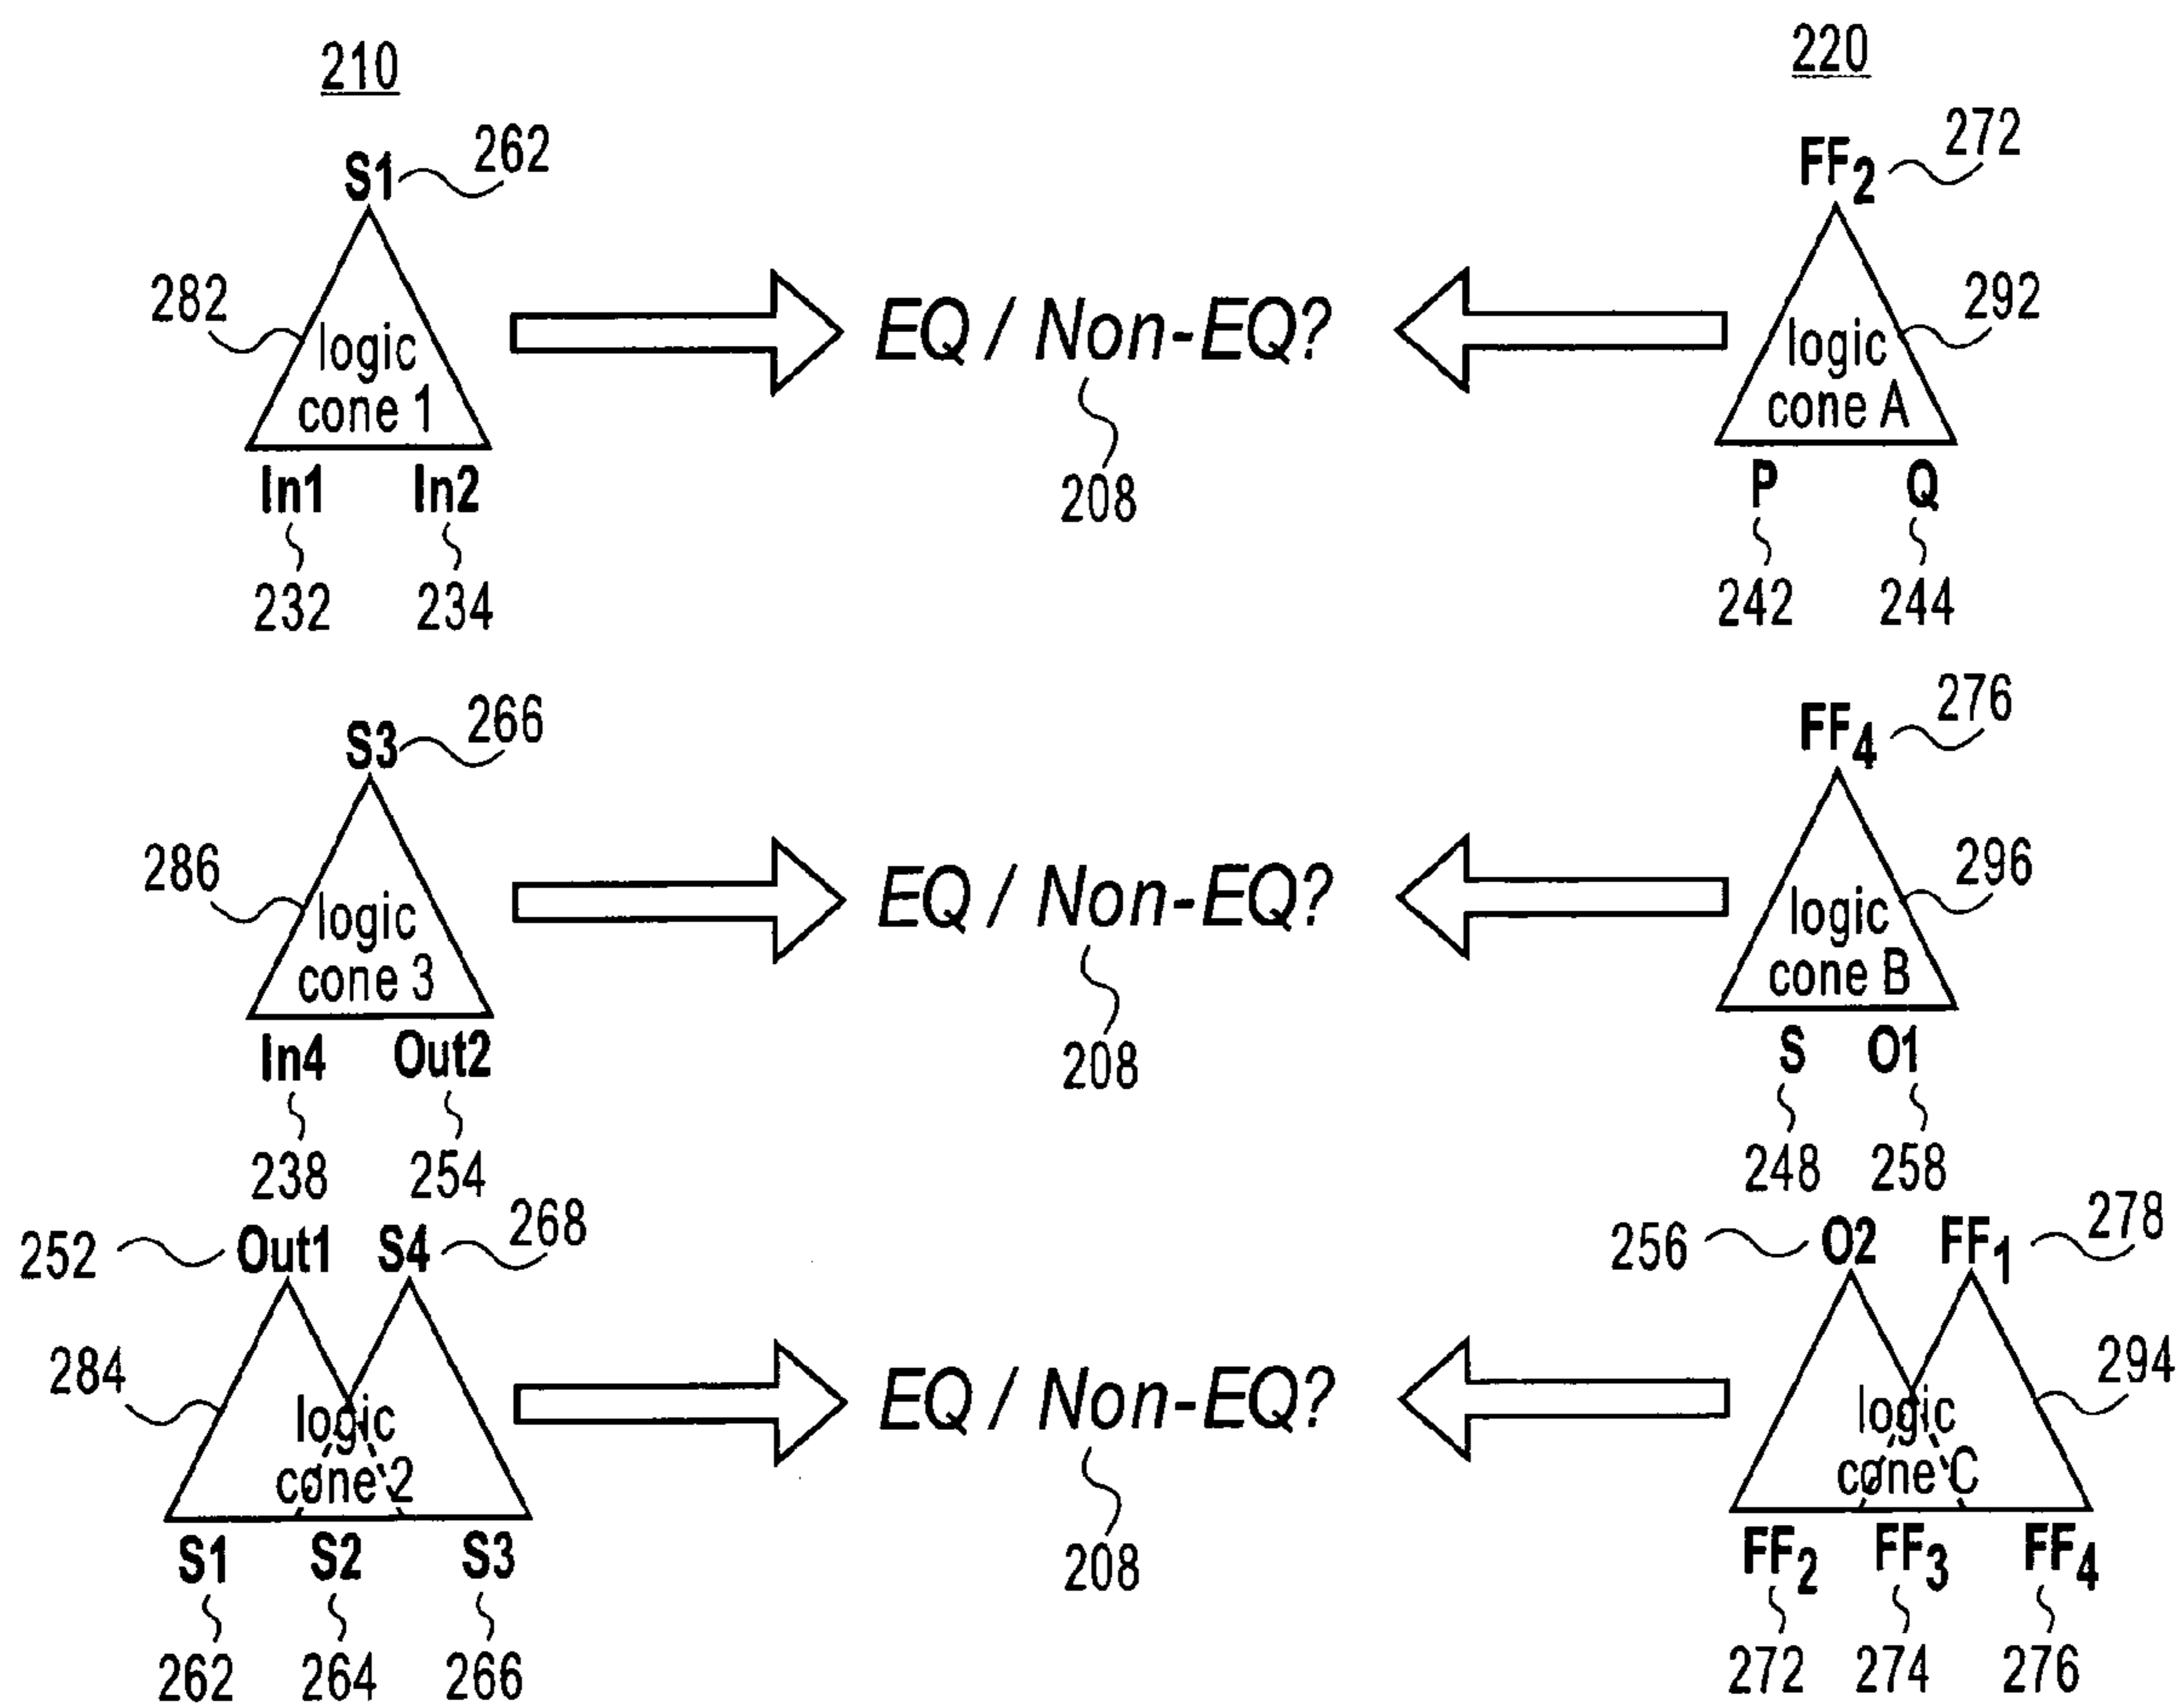 210
220
S1 262
FF2 272
282
292
logic
cone 1
EQ / Non-EQ?
logic
cone A
In1 In2
208
P Q
232 234
242 244
S3 266
FF4 276
286
296
logic
cone 3
EQ / Non-EQ?
logic
cone B
In4 Out2
208
S O1
238 254
248 258
252 Out1 S4 268
256 O2 FF1 278
284
294
logic
cone 2
EQ / Non-EQ?
logic
cone C
S1 S2 S3
208
FF2 FF3 FF4
262 264 266
272 274 276